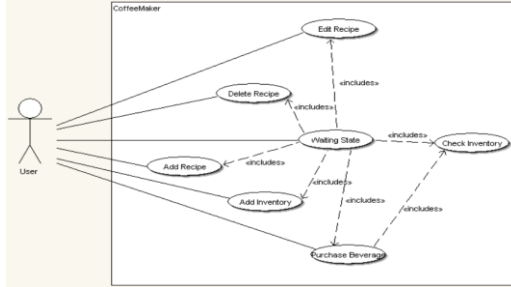 CoffeeMaker
Edit Recipe
«includes»
Delete Recipe
«includes»
Waiting State
«includes»
Check Inventory
User
Add Recipe
«includes»
«includes»
«includes»
Add Inventory
«includes»
Purchase Beverage